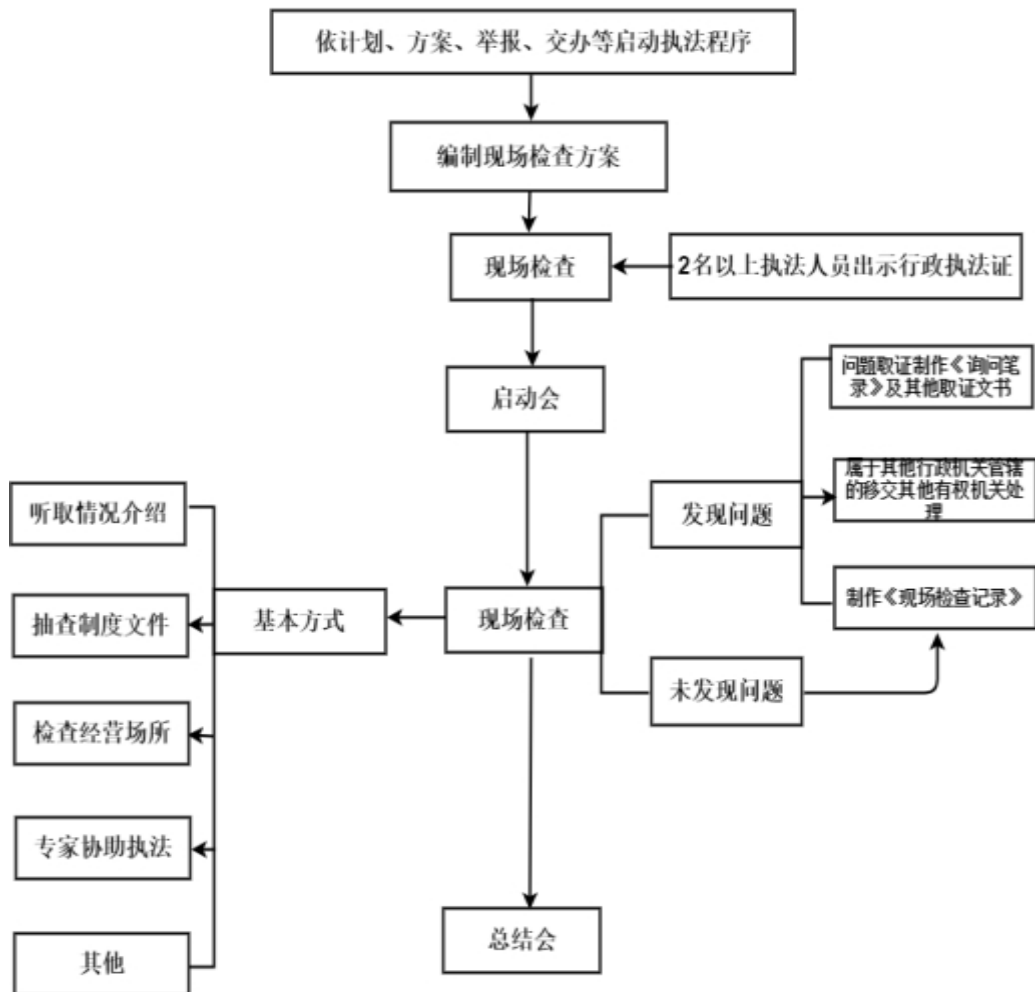 依计划、方案、举报、交办等启动执法程序
编制现场检查方案
现场检查
2名以上执法人员出示行政执法证
启动会
问题取证制作《询问笔
录》及其他取证文书
属于其他行政机关管辖
的移交其他有权机关处
理
发现问题
听取情况介绍
制作《现场检查记录》
基本方式
现场检查
抽查制度文件
未发现问题
检查经营场所
专家协助执法
总结会
其他